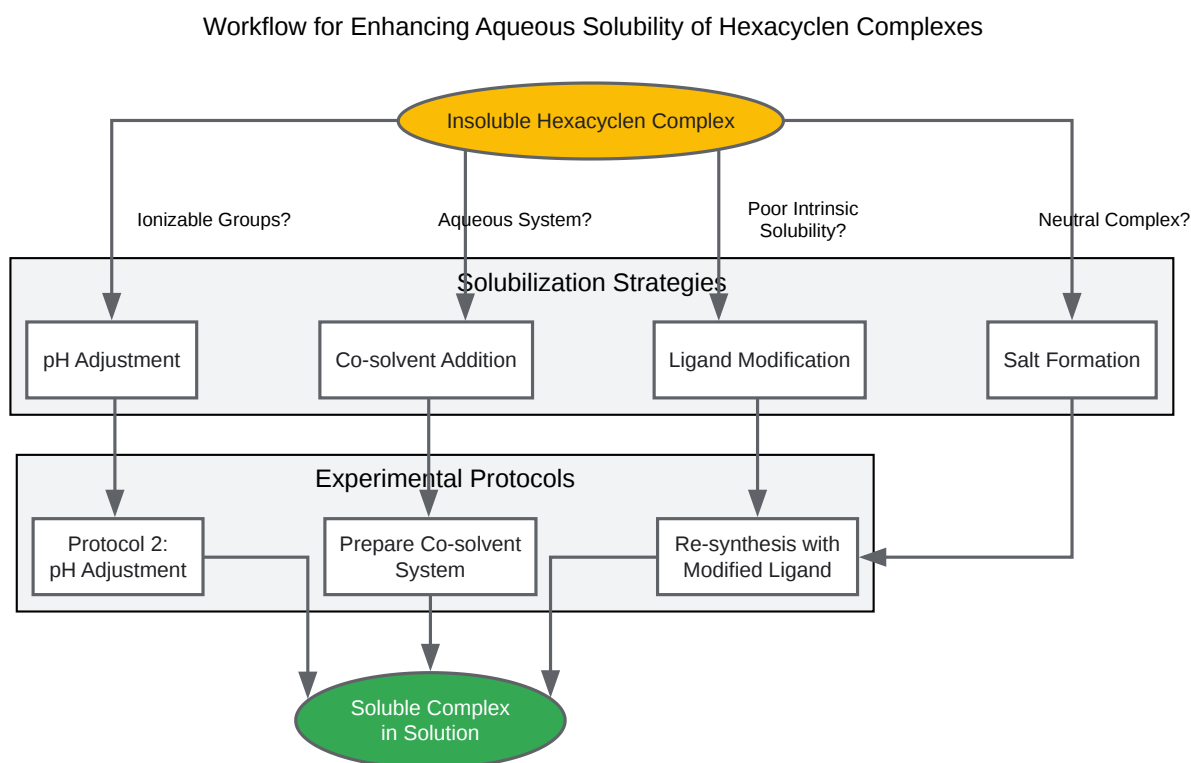 Workflow for Enhancing Aqueous Solubility of Hexacyclen Complexes
Insoluble Hexacyclen Complex
Ionizable Groups?
Aqueous System?
Poor Intrinsic
Solubility?
Neutral Complex?
Solubilization Strategies
pH Adjustment
Co-solvent Addition
Ligand Modification
Salt Formation
Experimental Protocols
Protocol 2:
pH Adjustment
Prepare Co-solvent
System
Re-synthesis with
Modified Ligand
Soluble Complex
in Solution